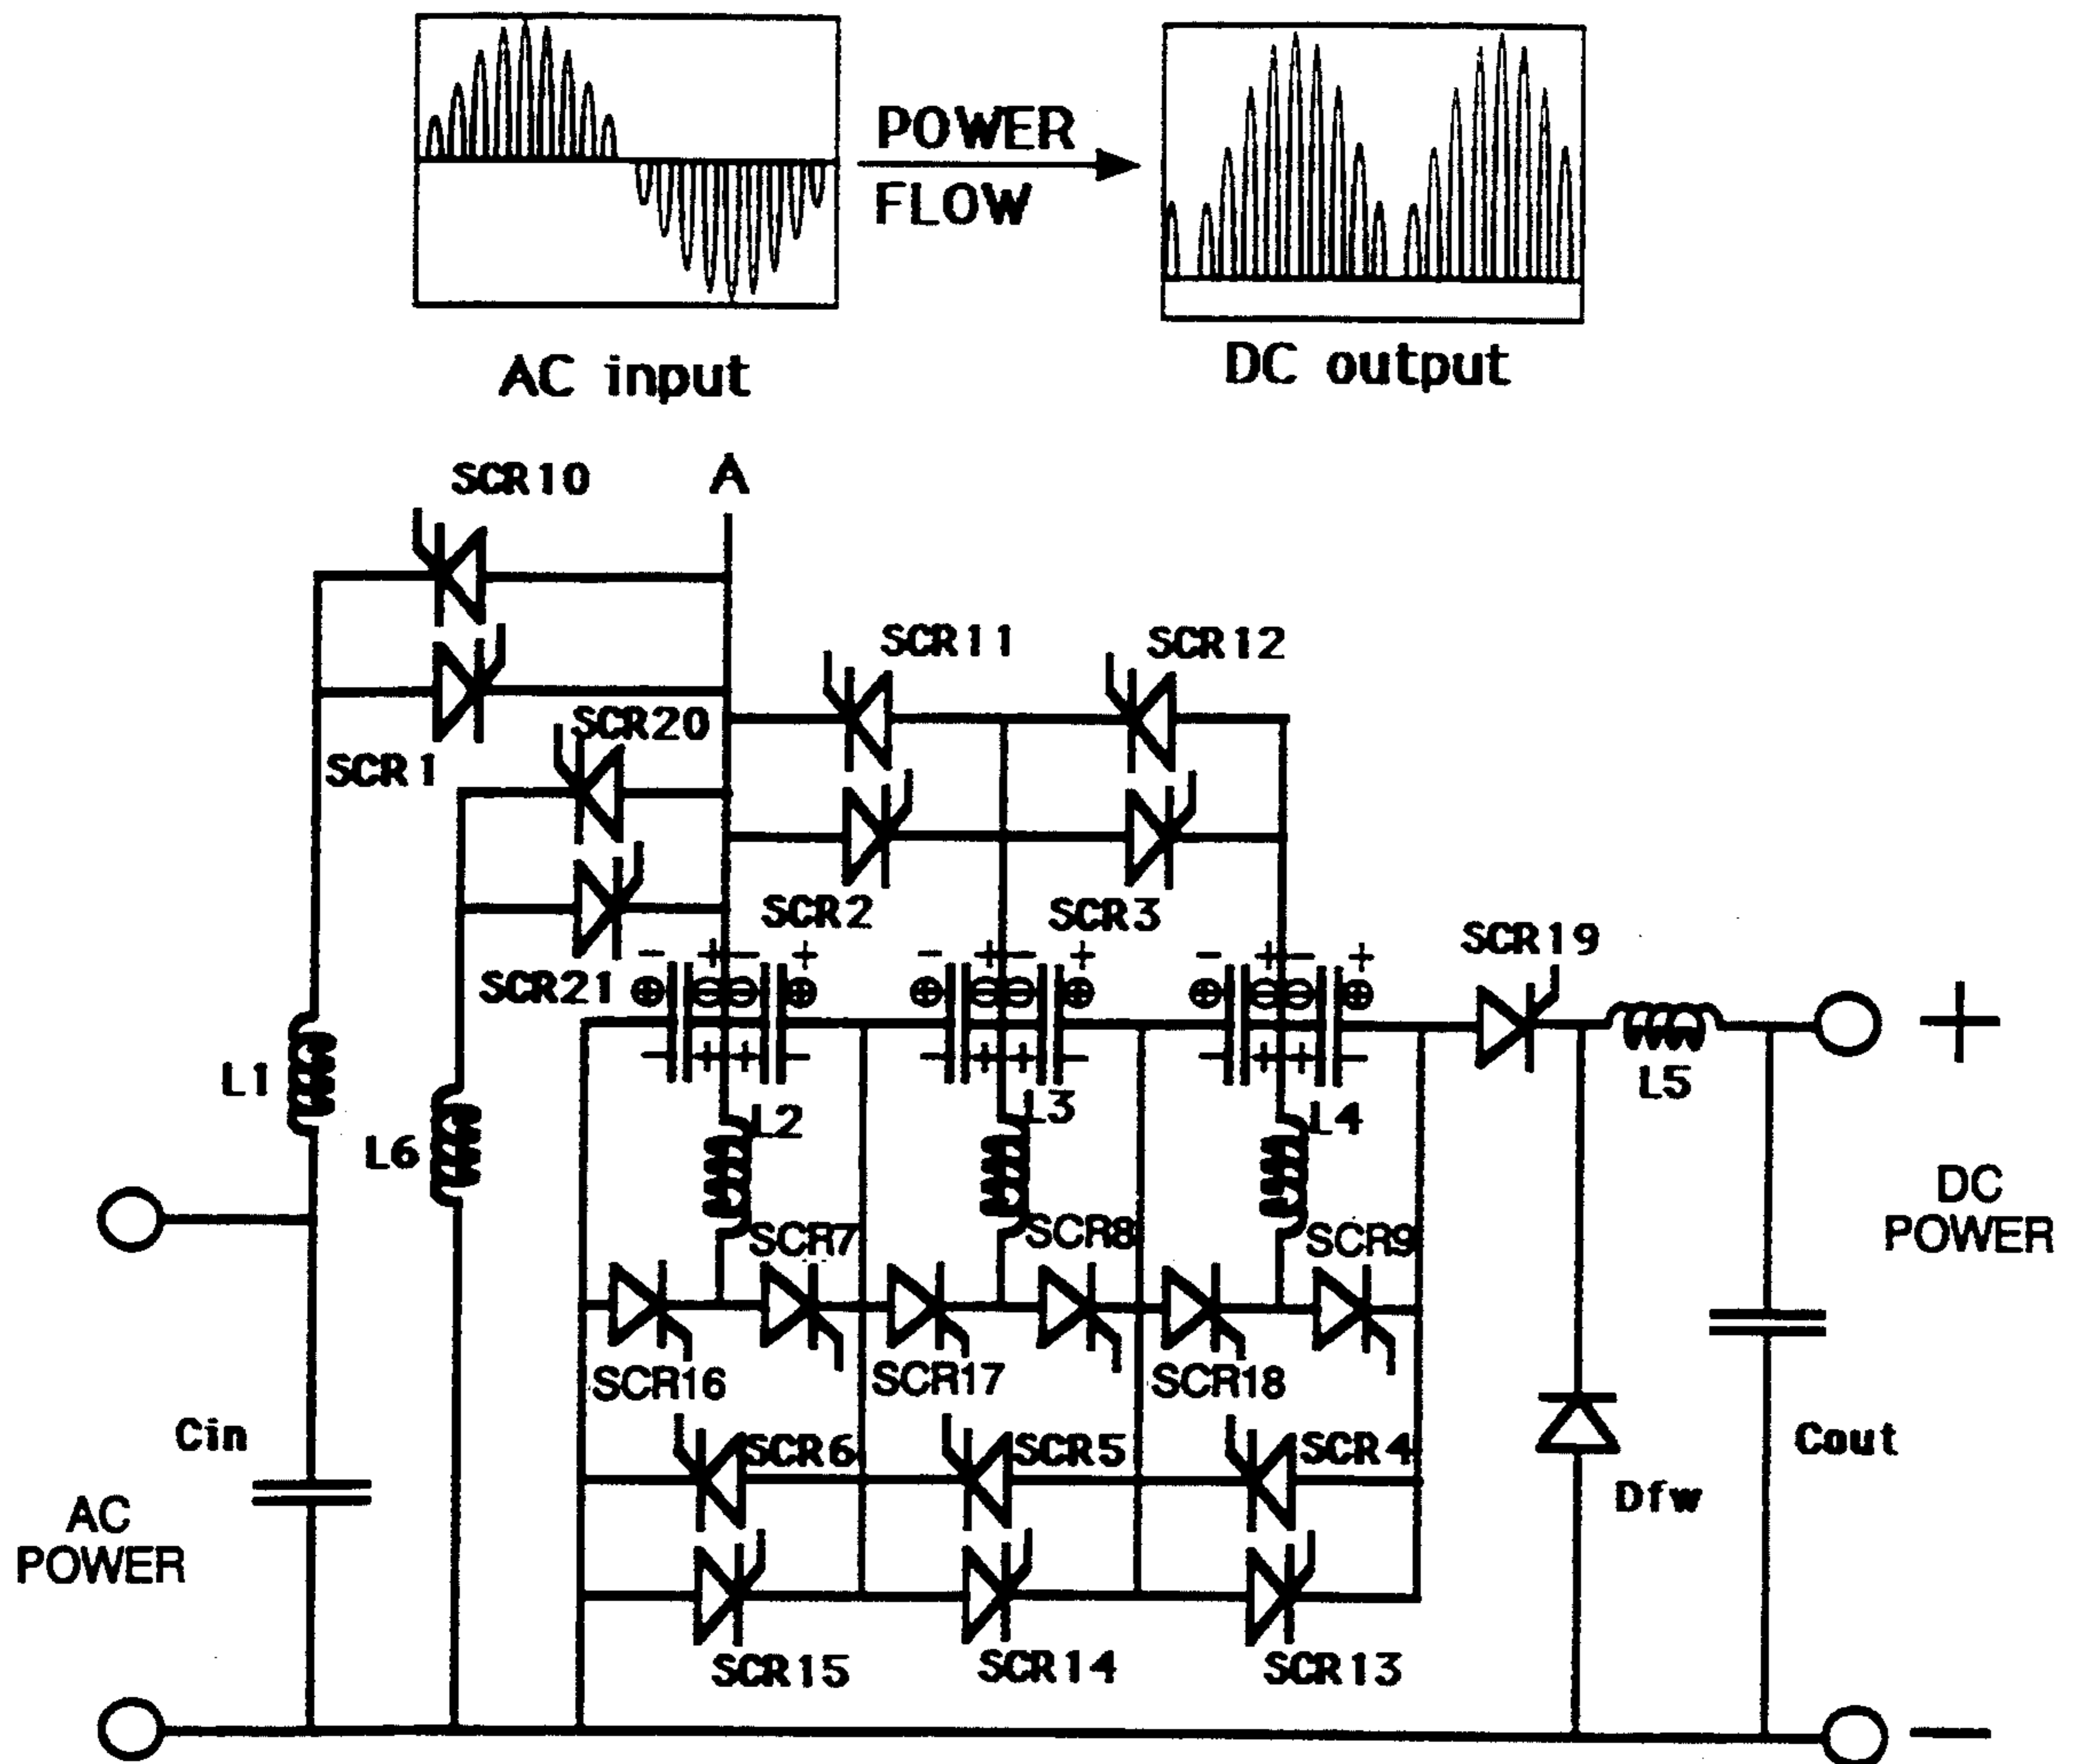 POWER
FLOW
AC input
DC output
SCR10
A
SCR11
SCR12
SCR20
SCR1
SCR2
SCR3
SCR19
SCR21
- + - + - + - + - + - +
⊕ ⊖ ⊖ ⊕ ⊕ ⊖ ⊖ ⊕ ⊕ ⊖ ⊖ ⊕
+
- + + - - + + - - + + -
L1
L5
L2
L3
L4
L6
DC
POWER
SCR7
SCR8
SCR9
SCR16
SCR17
SCR18
Cin
SCR6
SCR5
SCR4
Cout
Dfw
AC
POWER
SCR15
SCR14
SCR13
-